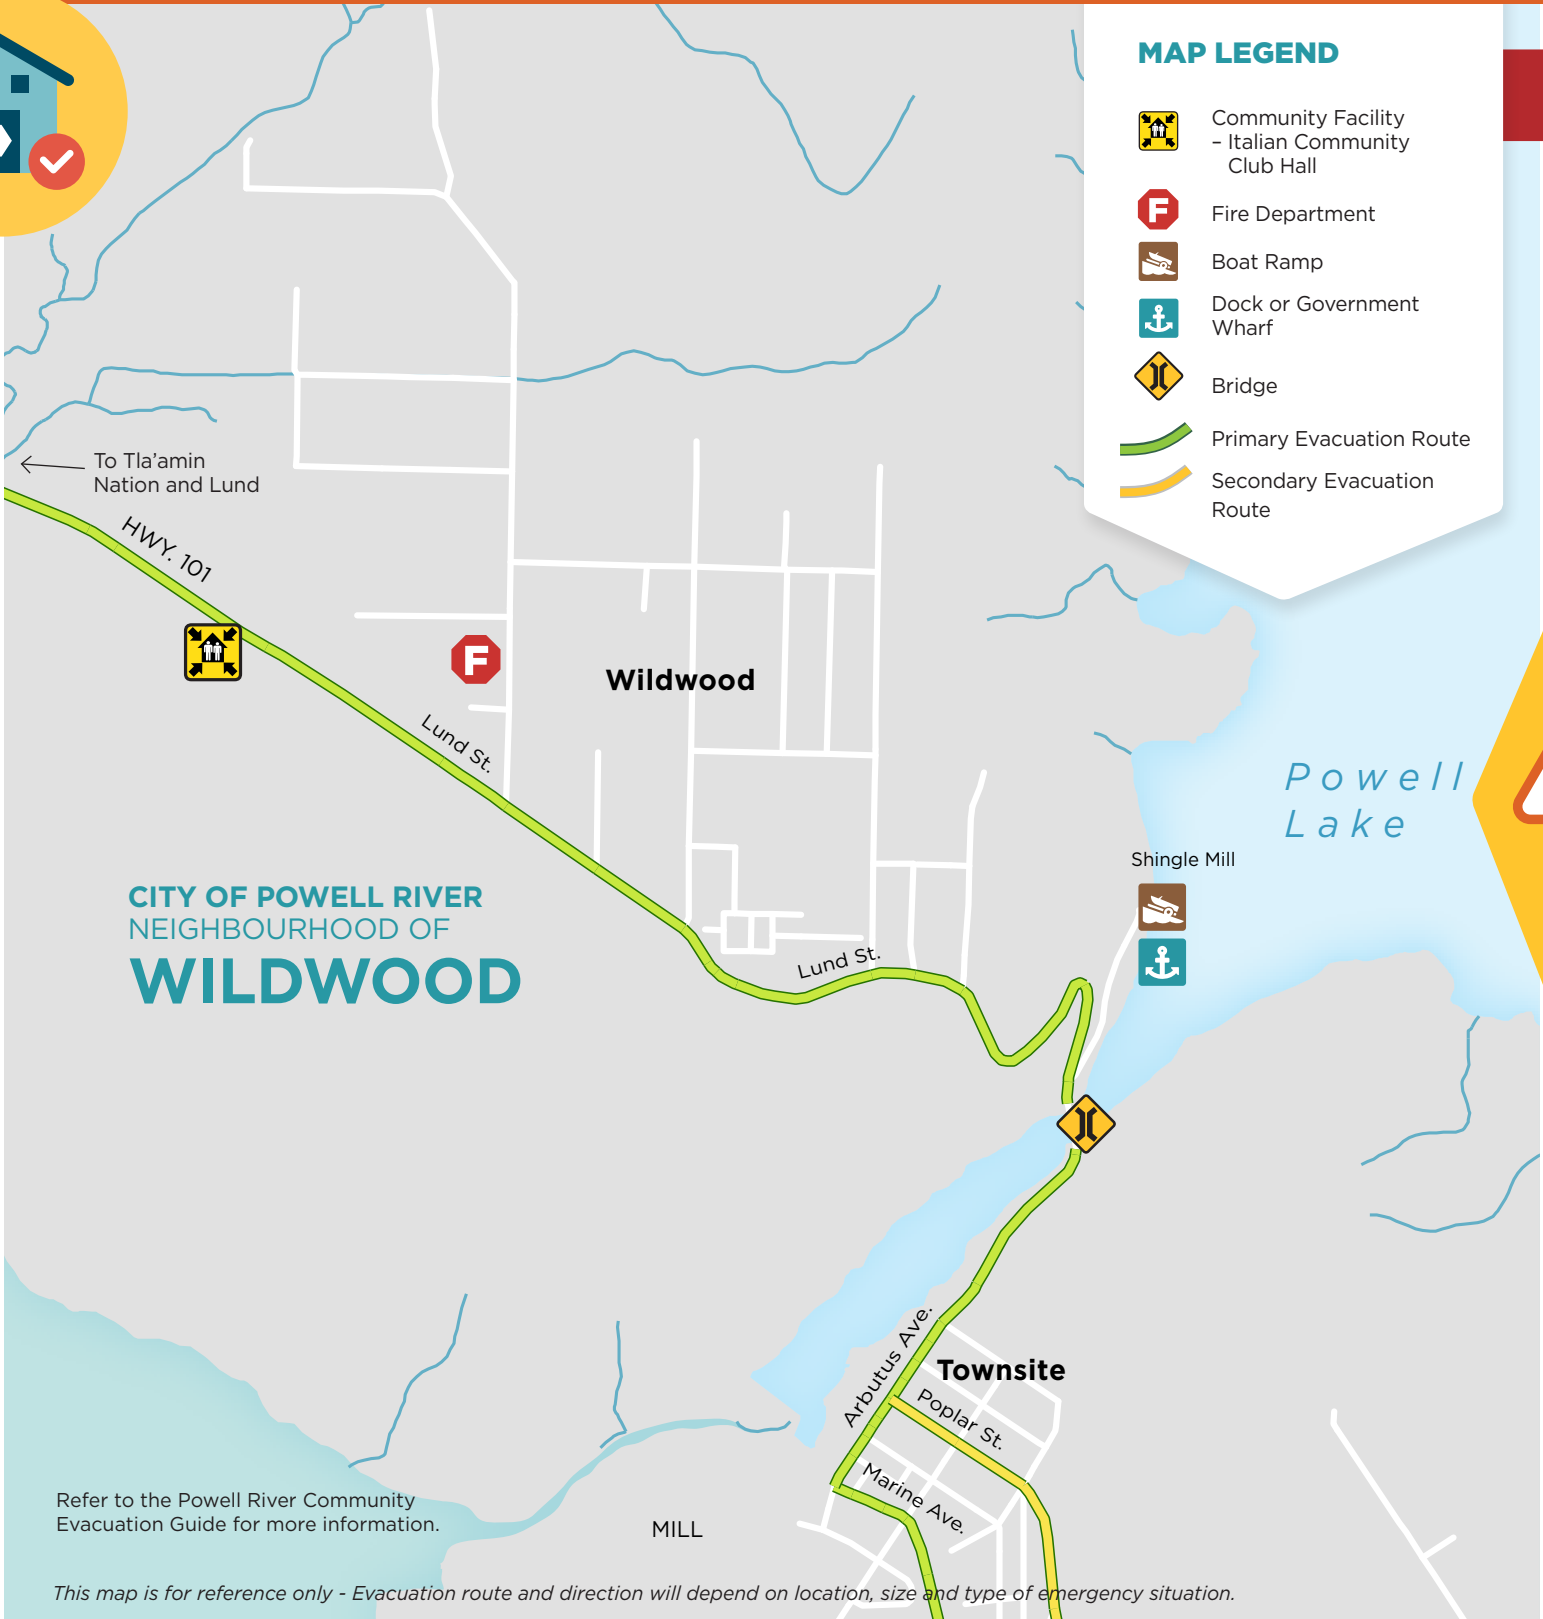 MAP LEGEND
Community Facility
– Italian Community
Club Hall
F
Fire Department
Boat Ramp
Dock or Government
Wharf
Bridge
Primary Evacuation Route
Secondary Evacuation
Route
To Tla’amin
Nation and Lund
HWY. 101
F
Wildwood
Lund St.
Powell
Lake
Shingle Mill
CITY OF POWELL RIVER
NEIGHBOURHOOD OF
WILDWOOD
Lund St.
Arbutus Ave.
Townsite
Poplar St.
Marine Ave.
Refer to the Powell River Community
Evacuation Guide for more information.
MILL
This map is for reference only - Evacuation route and direction will depend on location, size and type of emergency situation.